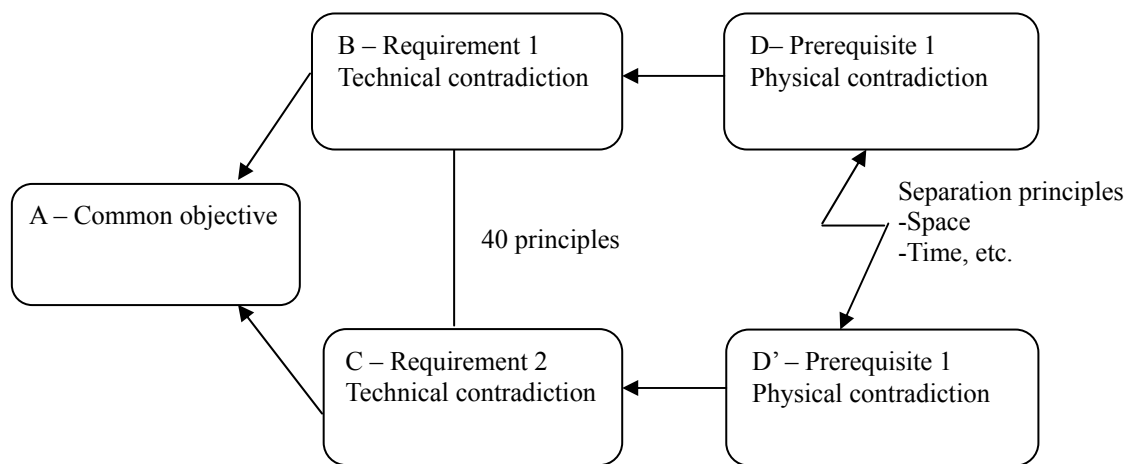 B – Requirement 1
Technical contradiction
D– Prerequisite 1
Physical contradiction
A – Common objective
40 principles
Separation principles
-Space
-Time, etc.
C – Requirement 2
Technical contradiction
D’ – Prerequisite 1
Physical contradiction